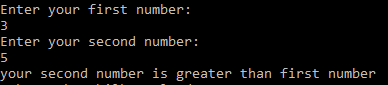 Enter your first number:
3
Enter your second number:
5
your second number is greater than first number